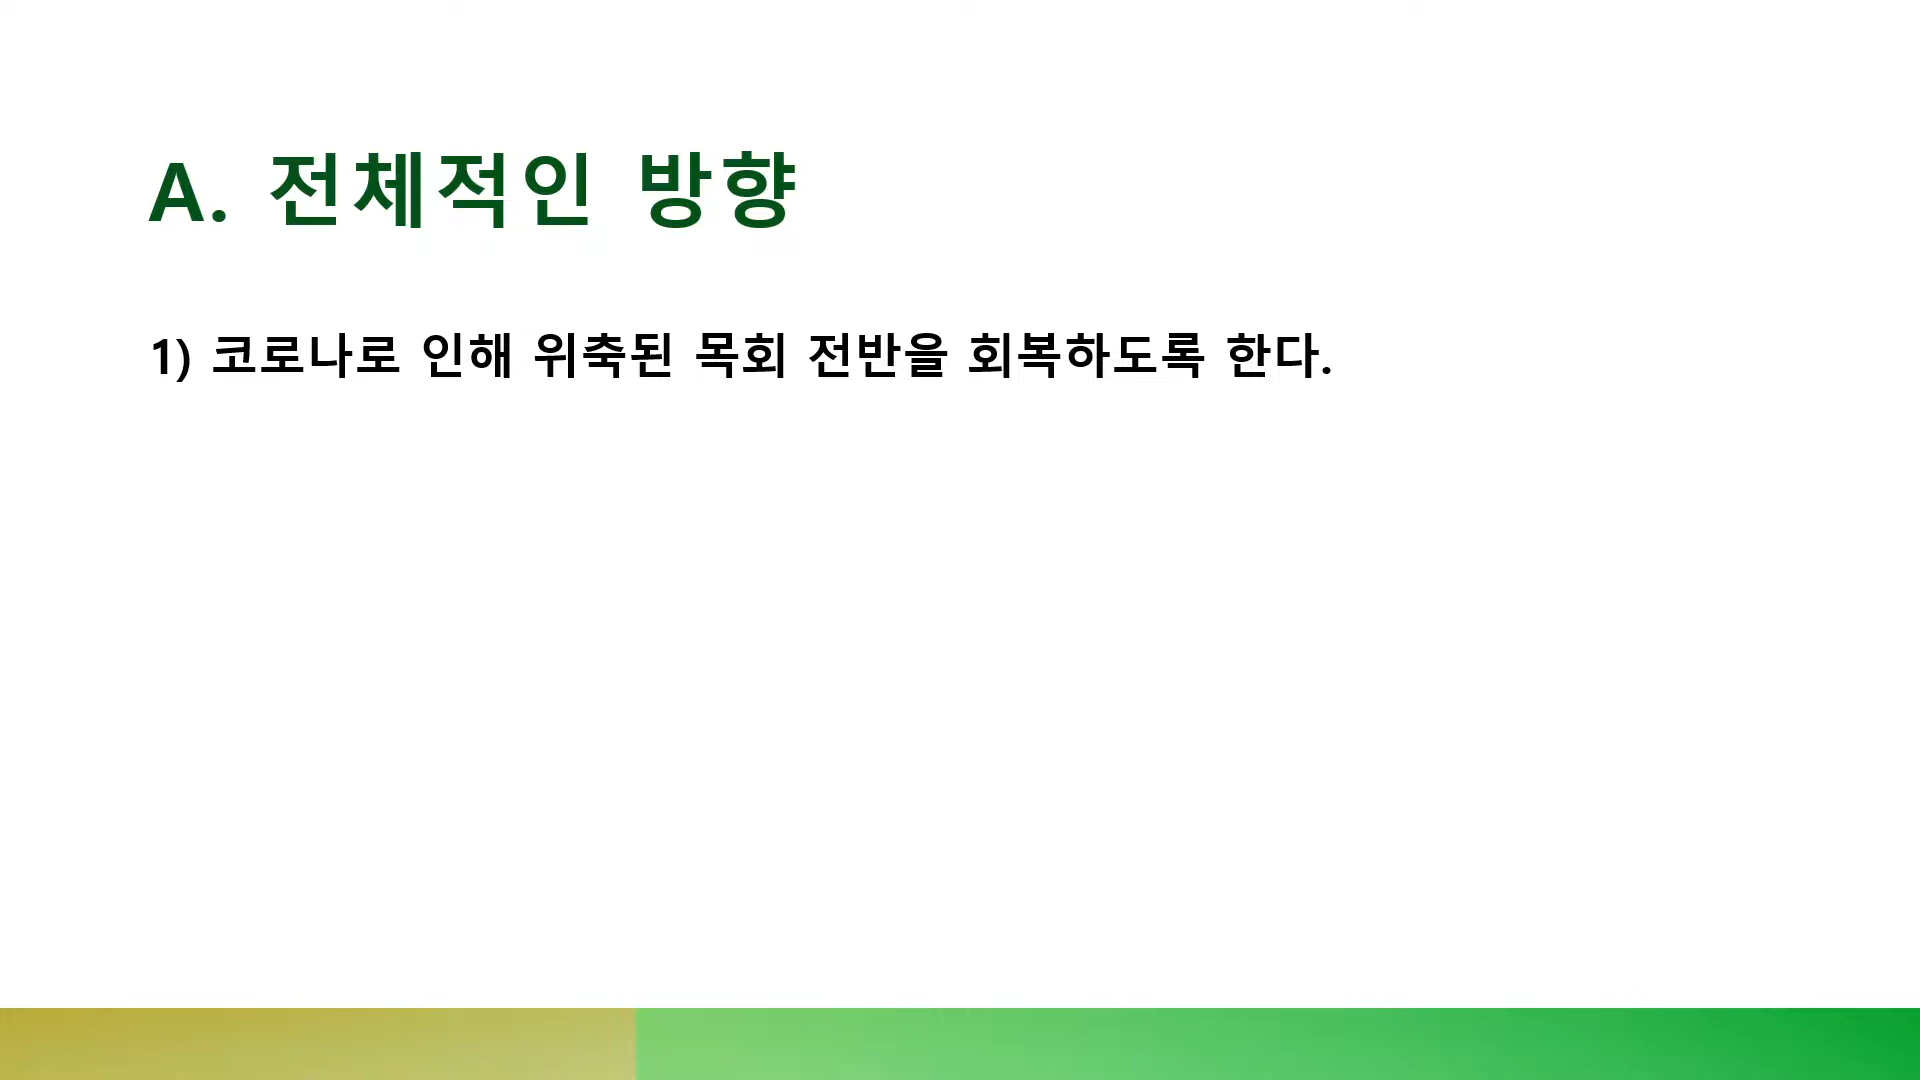 A. 전체적인 방향
1) 코로나로 인해 위축된 목회 전반을 회복하도록 한다.